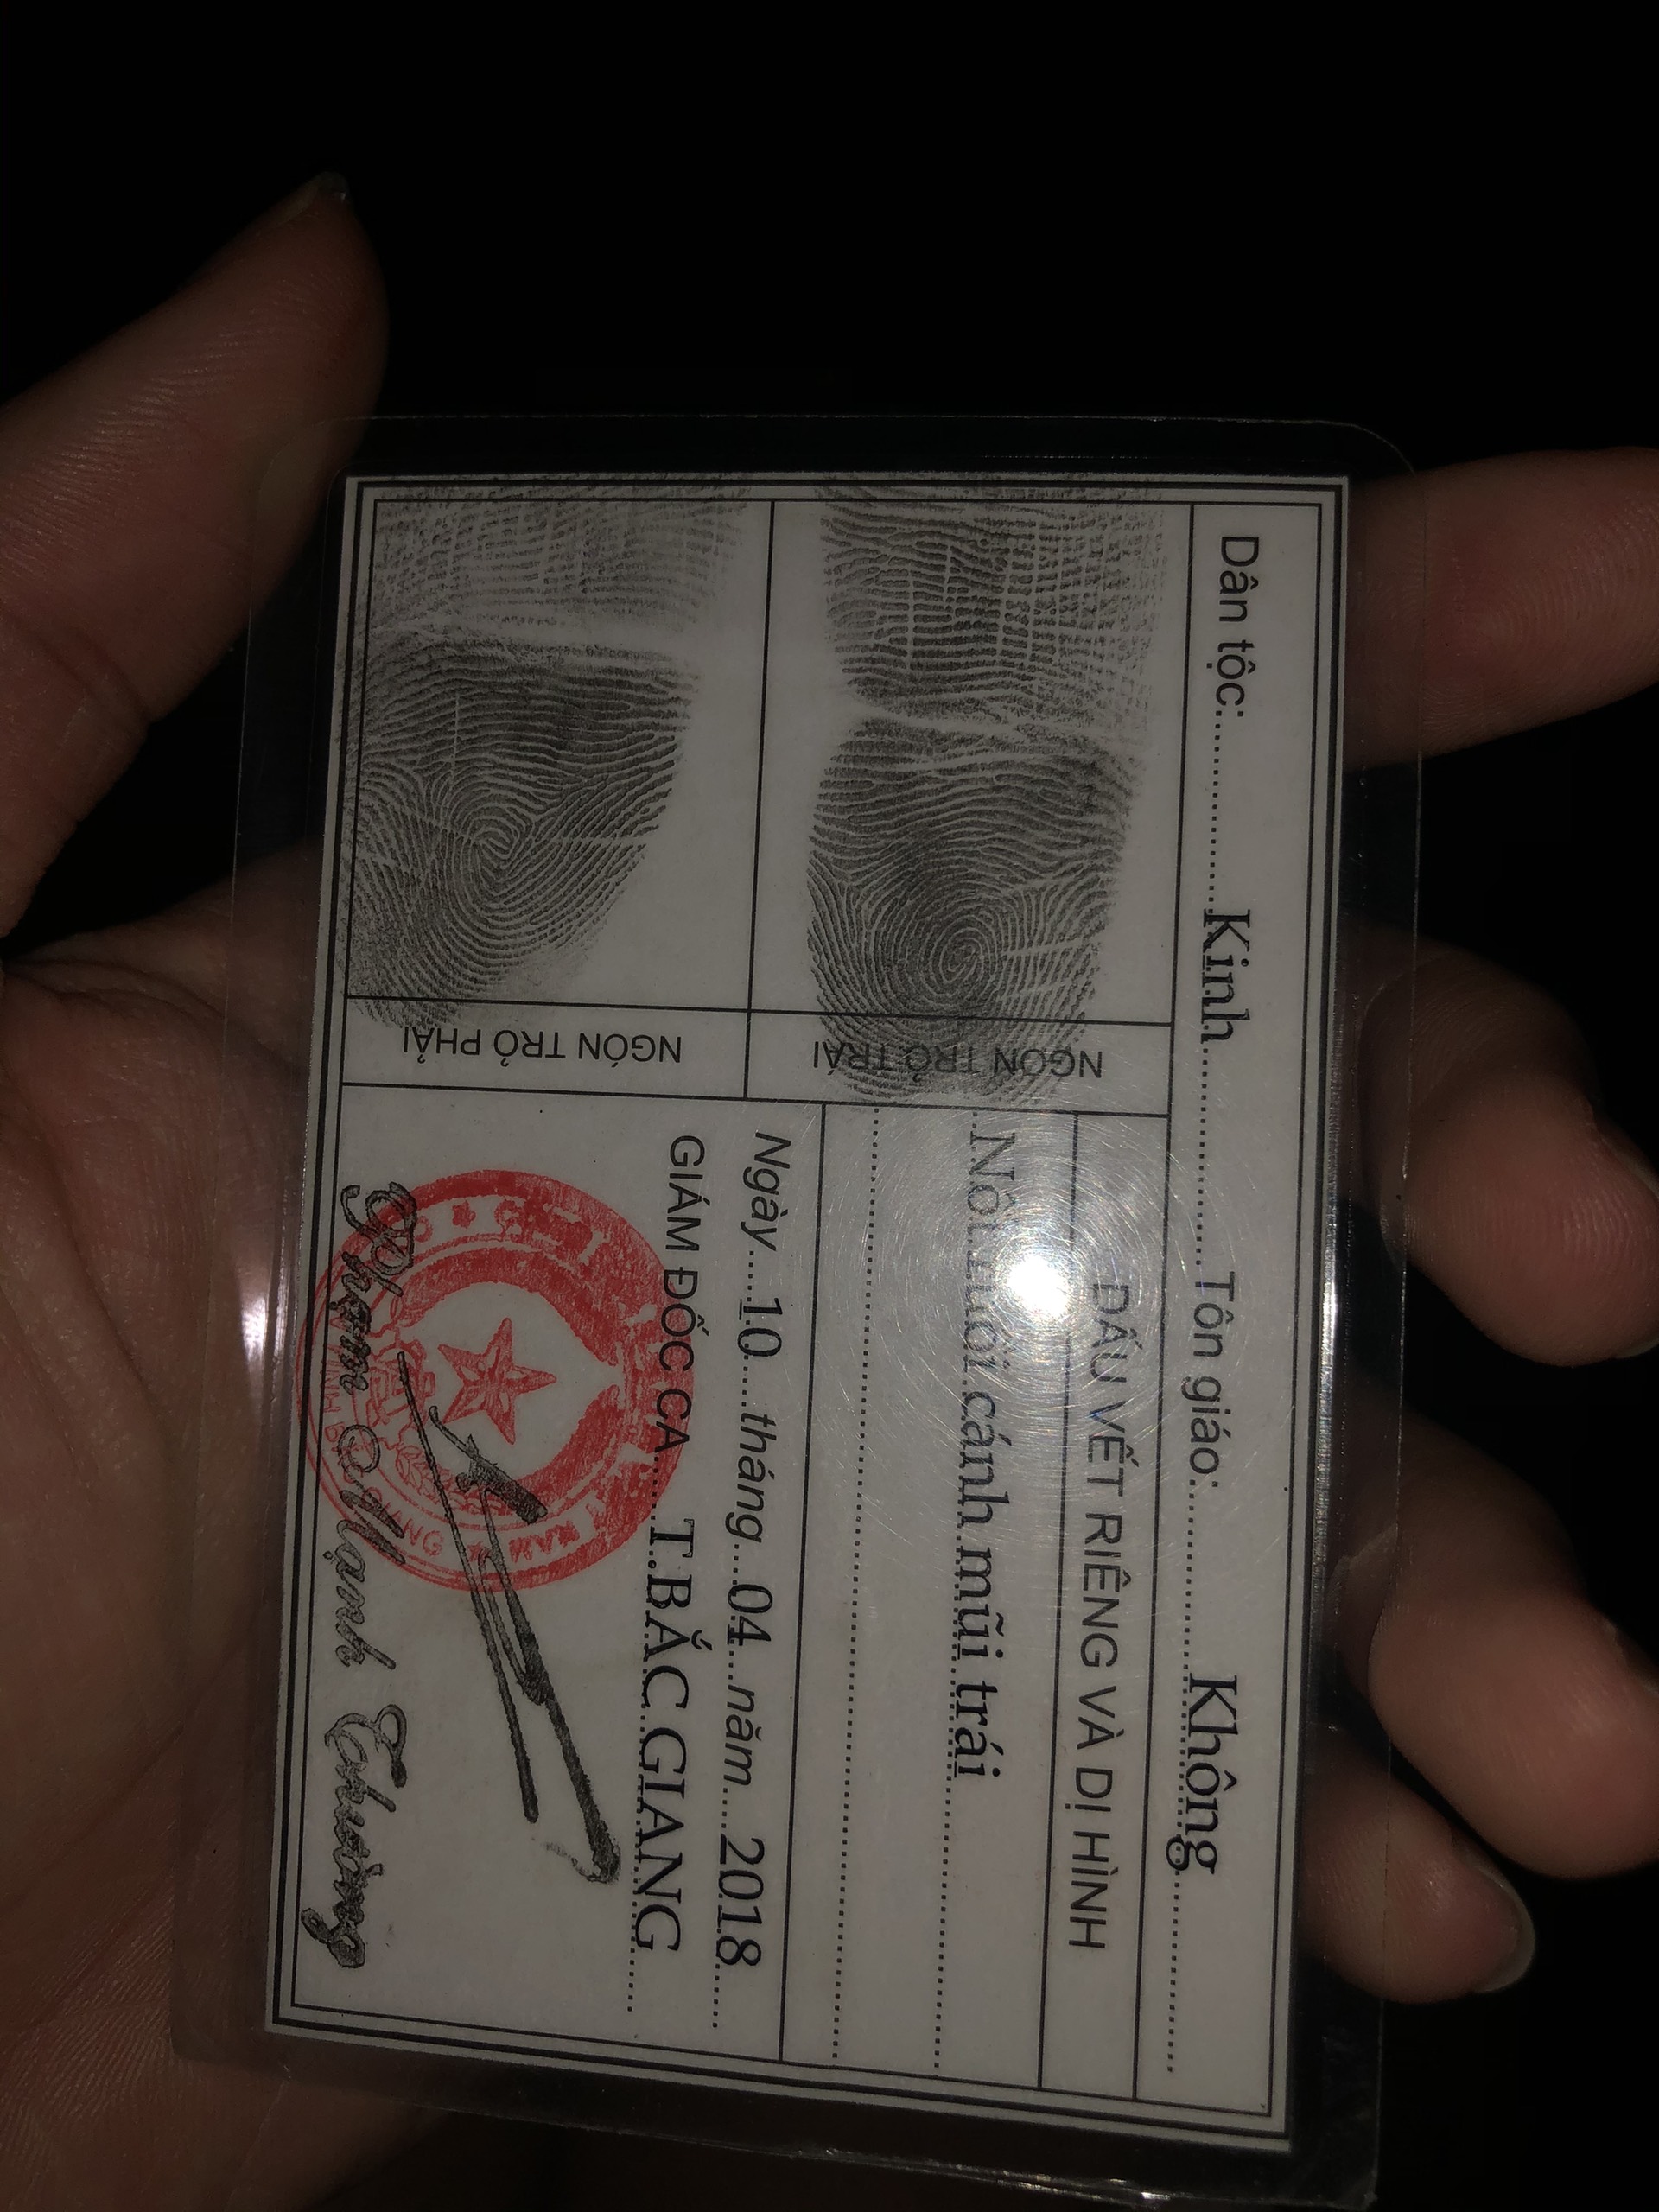 Dân tộc:....................Kinh....................Tôn giáo:....................Không....................
NGÓN TRỎ TRÁI
NGÓN TRỎ PHẢI
DẤU VẾT RIÊNG VÀ DỊ HÌNH
Nốt ruồi cánh mũi trái
Ngày....10....tháng...04...năm....2018......
GIÁM ĐỐC CA......T.BẮC GIANG......
Phạm Mạnh Thường